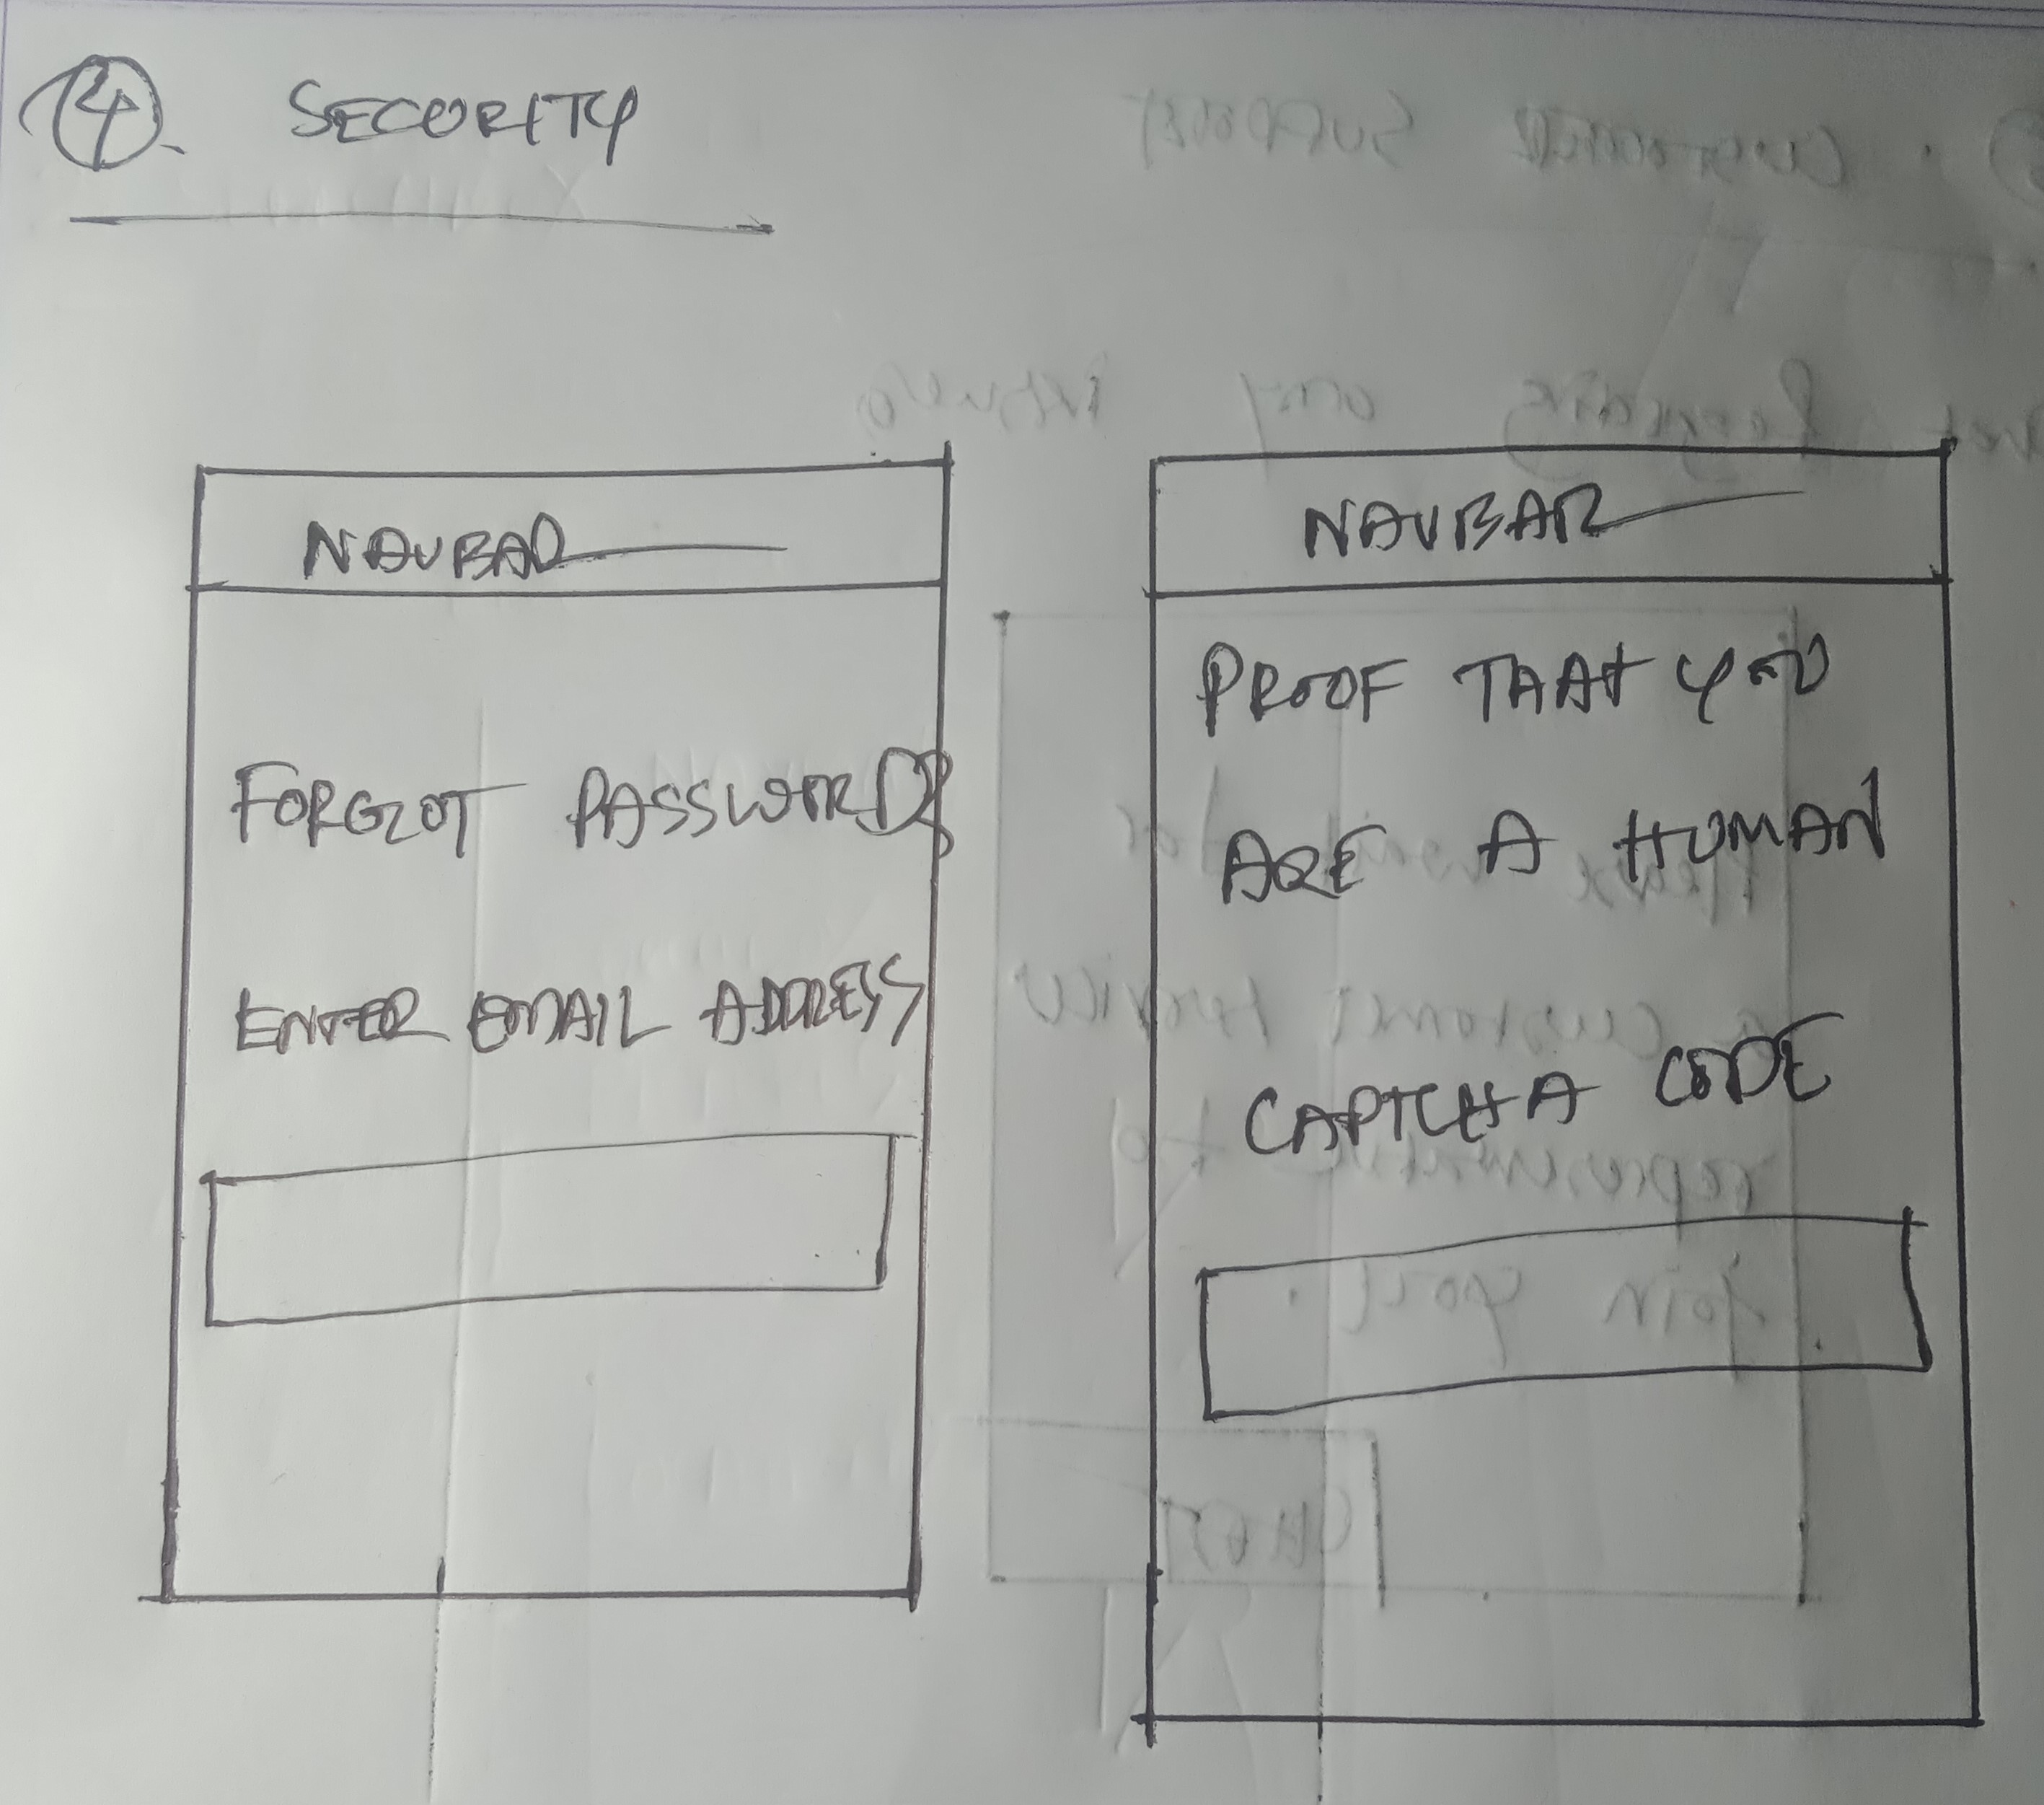 4. SECURITY
NAVBAR
FORGOT PASSWORD?
ENTER EMAIL ADDRESS
NAVBAR
PROOF THAT YOU
ARE A HUMAN
CAPTCHA CODE